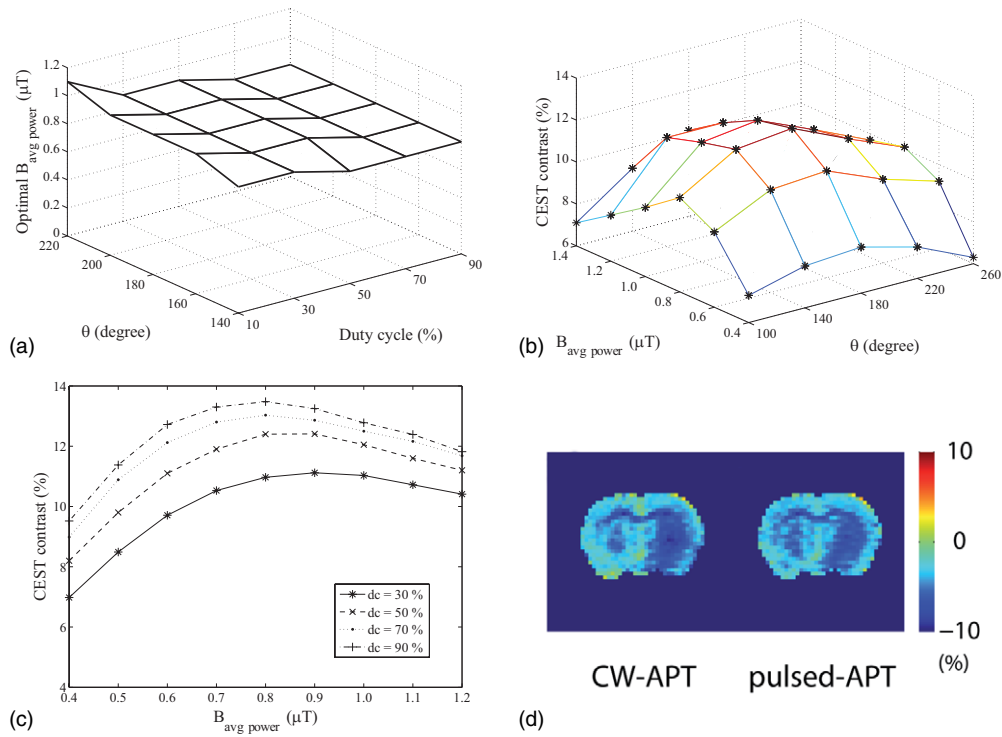 1.2
1
0.8
0.6
0.4
0.2
0
Optimal B avg power (μT)
220
200
180
160
140
θ (degree)
10
30
50
70
90
Duty cycle (%)
(a)
14
12
10
8
6
CEST contrast (%)
1.4
1.2
1.0
0.8
0.6
0.4
B avg power (μT)
100
140
180
220
260
θ (degree)
(b)
14
12
10
8
6
4
CEST contrast (%)
0.4
0.5
0.6
0.7
0.8
0.9
1.0
1.1
1.2
B avg power (μT)
dc = 30 %
dc = 50 %
dc = 70 %
dc = 90 %
(c)
10
0
−10
(%)
CW-APT
pulsed-APT
(d)